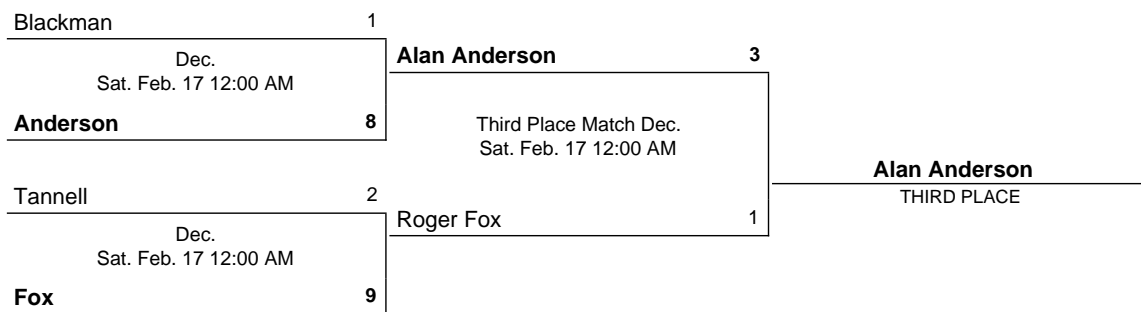 Blackman 1
Dec.
Sat. Feb. 17 12:00 AM
Anderson 8
Alan Anderson 3
Third Place Match Dec.
Sat. Feb. 17 12:00 AM
Tannell 2
Dec.
Sat. Feb. 17 12:00 AM
Fox 9
Roger Fox 1
Alan Anderson
THIRD PLACE